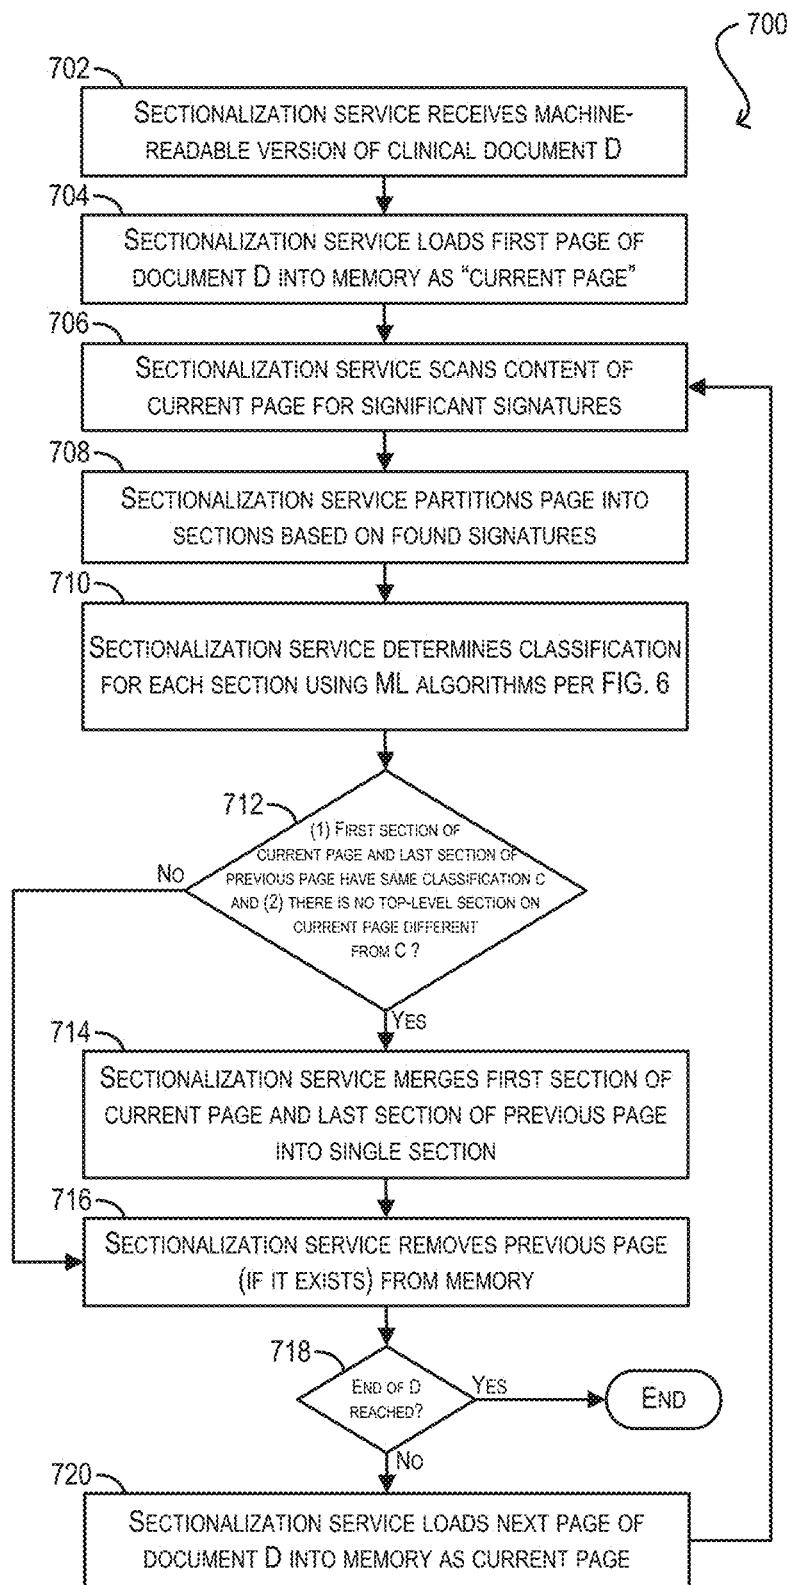 700
702
SECTIONALIZATION SERVICE RECEIVES MACHINE-
READABLE VERSION OF CLINICAL DOCUMENT D
704
SECTIONALIZATION SERVICE LOADS FIRST PAGE OF
DOCUMENT D INTO MEMORY AS “CURRENT PAGE”
706
SECTIONALIZATION SERVICE SCANS CONTENT OF
CURRENT PAGE FOR SIGNIFICANT SIGNATURES
708
SECTIONALIZATION SERVICE PARTITIONS PAGE INTO
SECTIONS BASED ON FOUND SIGNATURES
710
SECTIONALIZATION SERVICE DETERMINES CLASSIFICATION
FOR EACH SECTION USING ML ALGORITHMS PER FIG. 6
712
(1) FIRST SECTION OF
CURRENT PAGE AND LAST SECTION OF
PREVIOUS PAGE HAVE SAME CLASSIFICATION C
AND (2) THERE IS NO TOP-LEVEL SECTION ON
CURRENT PAGE DIFFERENT
FROM C ?
NO
YES
714
SECTIONALIZATION SERVICE MERGES FIRST SECTION OF
CURRENT PAGE AND LAST SECTION OF PREVIOUS PAGE
INTO SINGLE SECTION
716
SECTIONALIZATION SERVICE REMOVES PREVIOUS PAGE
(IF IT EXISTS) FROM MEMORY
718
END OF D
REACHED?
YES
END
NO
720
SECTIONALIZATION SERVICE LOADS NEXT PAGE OF
DOCUMENT D INTO MEMORY AS CURRENT PAGE